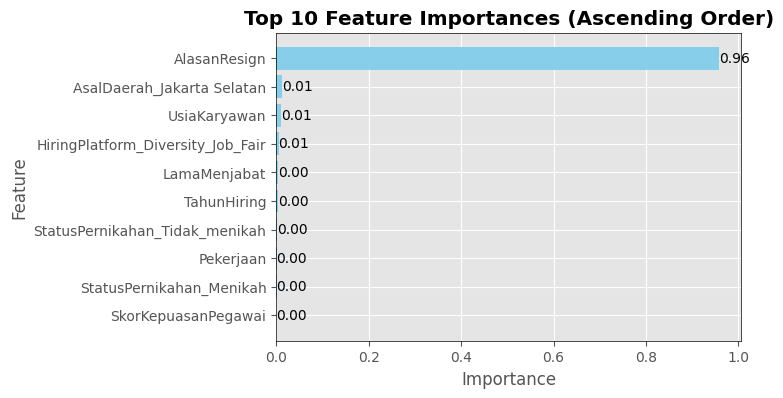 Top 10 Feature Importances (Ascending Order)
AlasanResign 0.96
AsalDaerah_Jakarta Selatan 0.01
UsiaKaryawan 0.01
HiringPlatform_Diversity_Job_Fair 0.01
LamaMenjabat 0.00
TahunHiring 0.00
StatusPernikahan_Tidak_menikah 0.00
Pekerjaan 0.00
StatusPernikahan_Menikah 0.00
SkorKepuasanPegawai 0.00
Feature
0.0 0.2 0.4 0.6 0.8 1.0
Importance